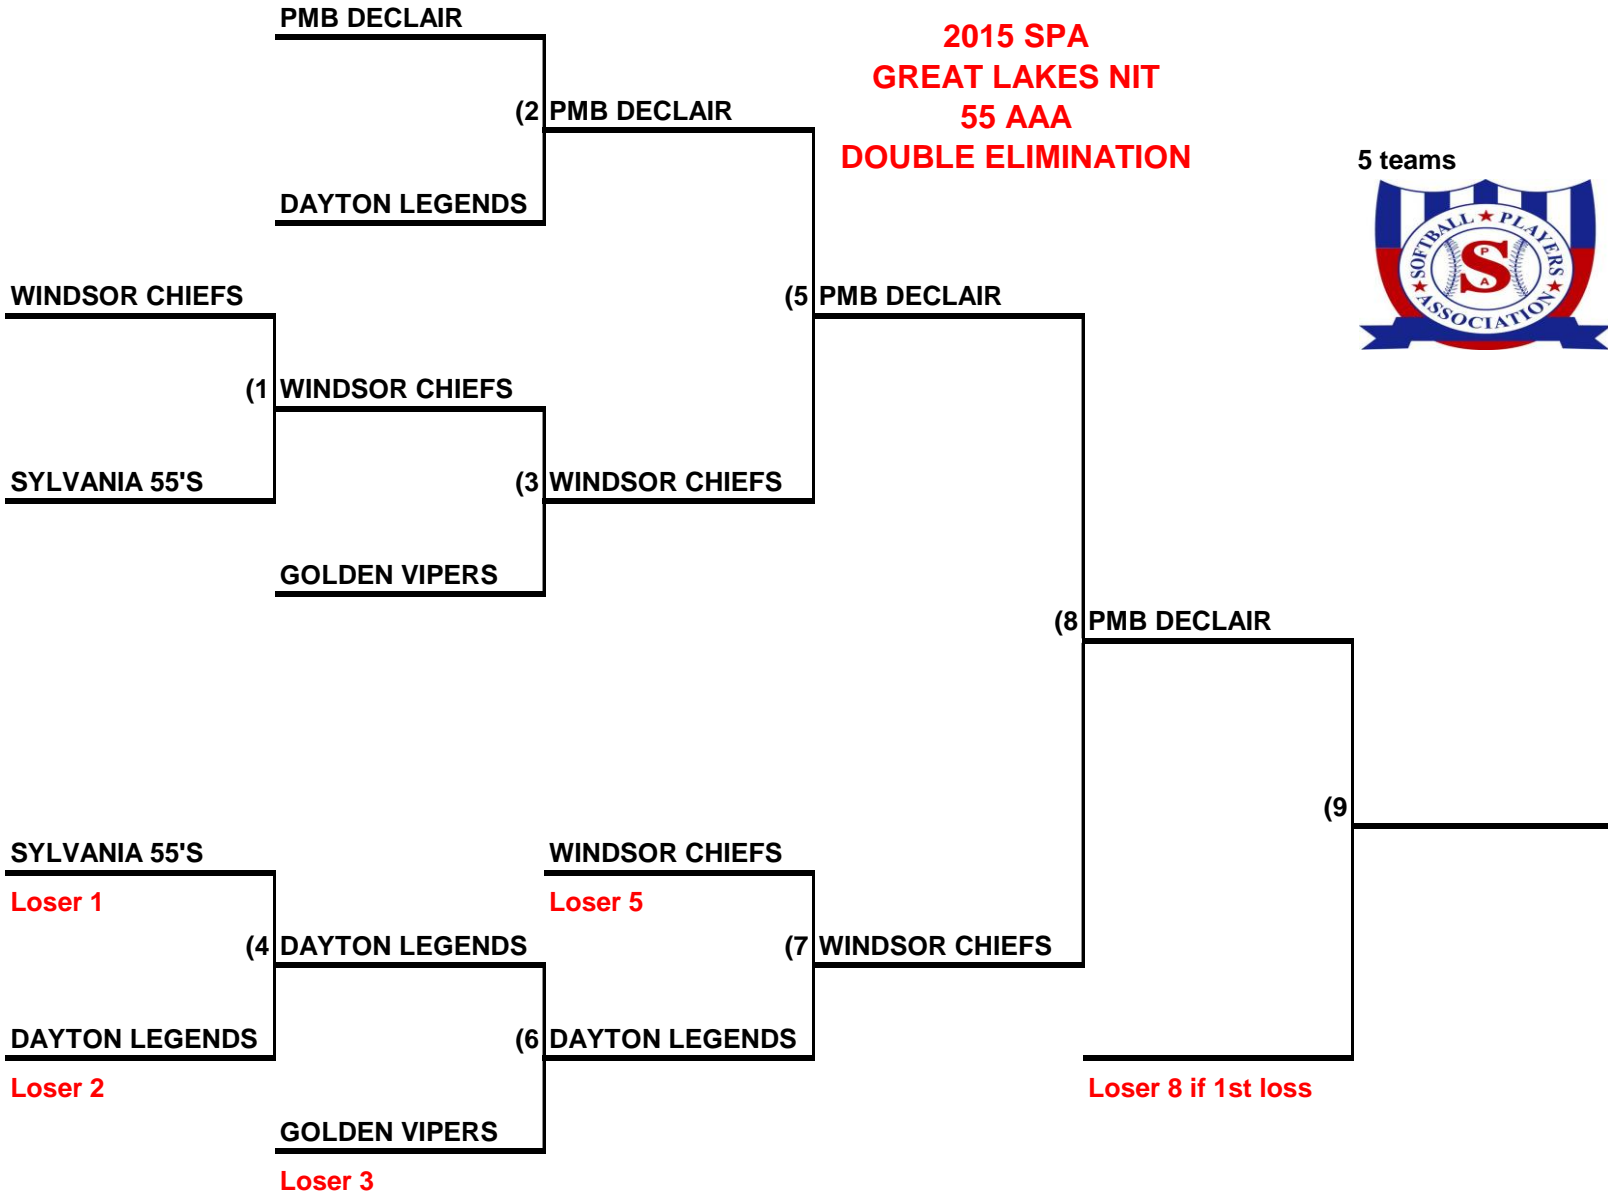 PMB DECLAIR
2015 SPA
GREAT LAKES NIT
55 AAA
DOUBLE ELIMINATION
(2 PMB DECLAIR
5 teams
DAYTON LEGENDS
SOFTBALL ★ PLAYERS
★ ASSOCIATION ★
P
S
A
WINDSOR CHIEFS
(5 PMB DECLAIR
(1 WINDSOR CHIEFS
SYLVANIA 55'S
(3 WINDSOR CHIEFS
GOLDEN VIPERS
(8 PMB DECLAIR
(9
SYLVANIA 55'S
WINDSOR CHIEFS
Loser 1
Loser 5
(4 DAYTON LEGENDS
(7 WINDSOR CHIEFS
DAYTON LEGENDS
(6 DAYTON LEGENDS
Loser 2
Loser 8 if 1st loss
GOLDEN VIPERS
Loser 3